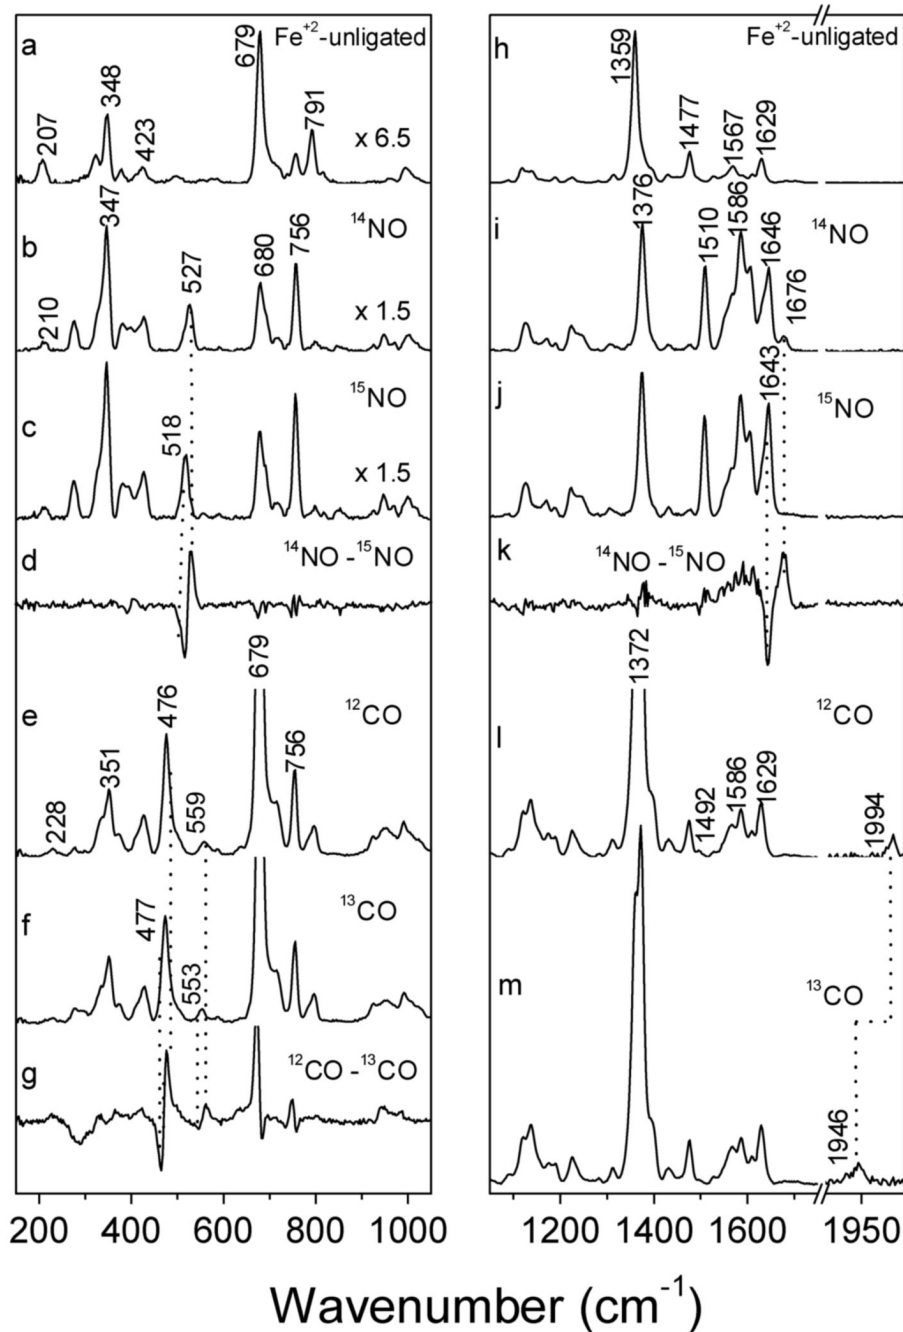 a
Fe+2-unligated
679
348
791
207
423
x 6.5
b
14NO
347
527
680
756
210
x 1.5
c
15NO
518
x 1.5
d
14NO -15NO
e
12CO
679
476
756
351
228
559
f
13CO
477
553
g
12CO -13CO
h
Fe+2-unligated
1359
1477
1567
1629
i
14NO
1376
1510
1586
1646
1676
j
15NO
1643
k
14NO -15NO
l
12CO
1372
1492
1586
1629
1994
m
13CO
1946
200 400 600 800 1000
1200 1400 1600 1950
Wavenumber (cm-1)